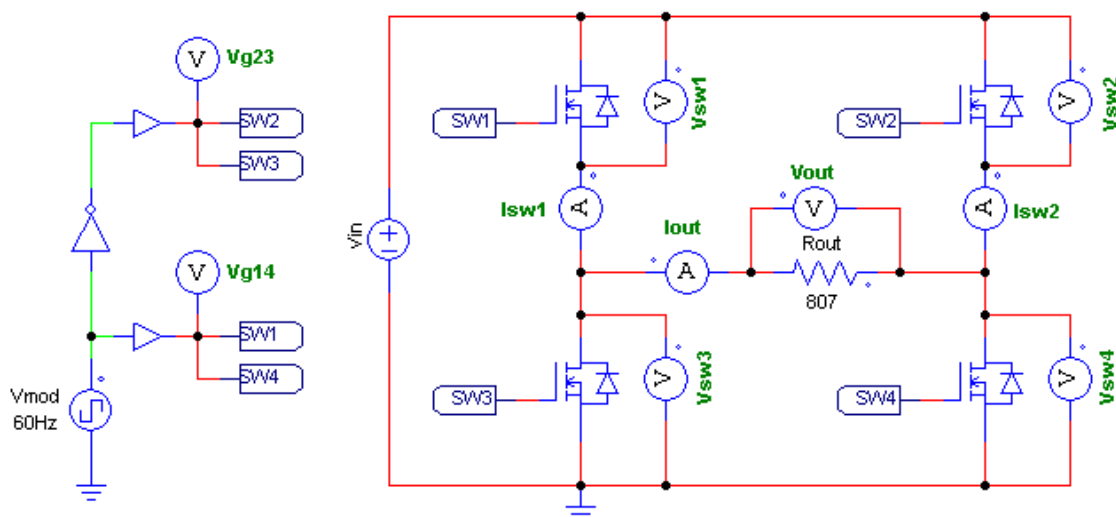 V
Vg23
SW2
SW3
V
Vg14
SW1
SW4
Vmod
60Hz
Vin
SW1
V
Vsw1
A
Isw1
SW2
V
Vsw2
A
Isw2
Vout
V
Iout
A
Rout
807
SW3
V
Vsw3
SW4
V
Vsw4